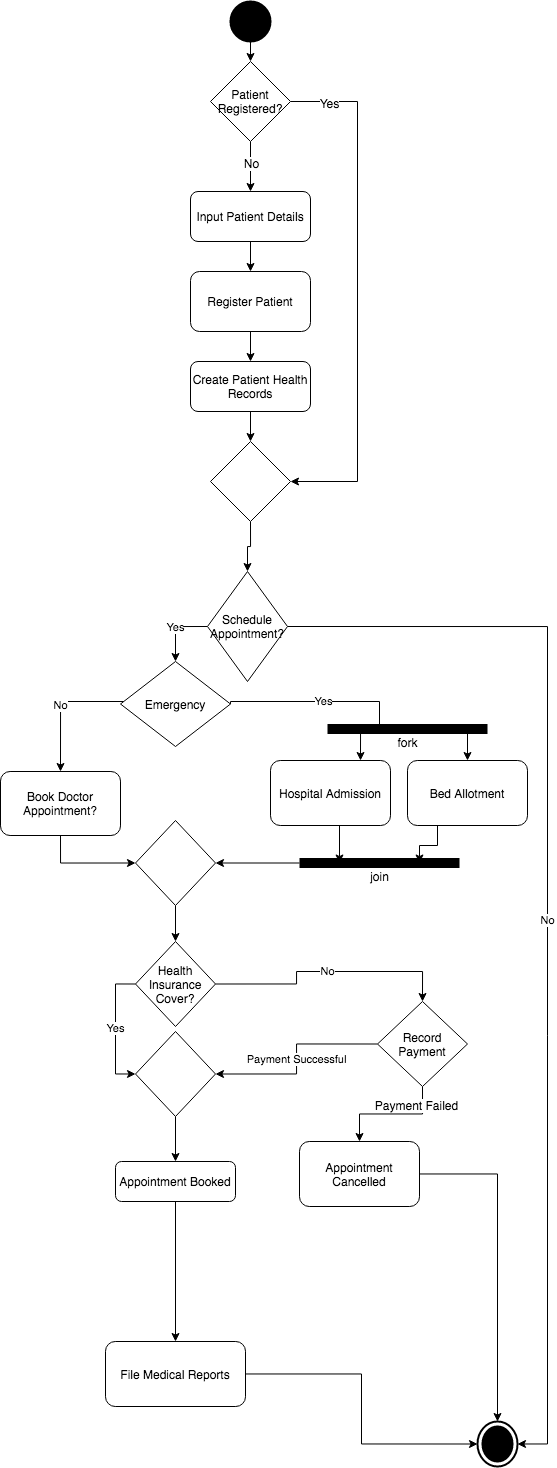 Patient
Registered?
Yes
No
Input Patient Details
Register Patient
Create Patient Health
Records
Schedule
Appointment?
Yes
Emergency
No
Yes
fork
Book Doctor
Appointment?
Hospital Admission
Bed Allotment
join
No
Health
Insurance
Cover?
No
Yes
Record
Payment
Payment Successful
Payment Failed
Appointment Booked
Appointment
Cancelled
File Medical Reports